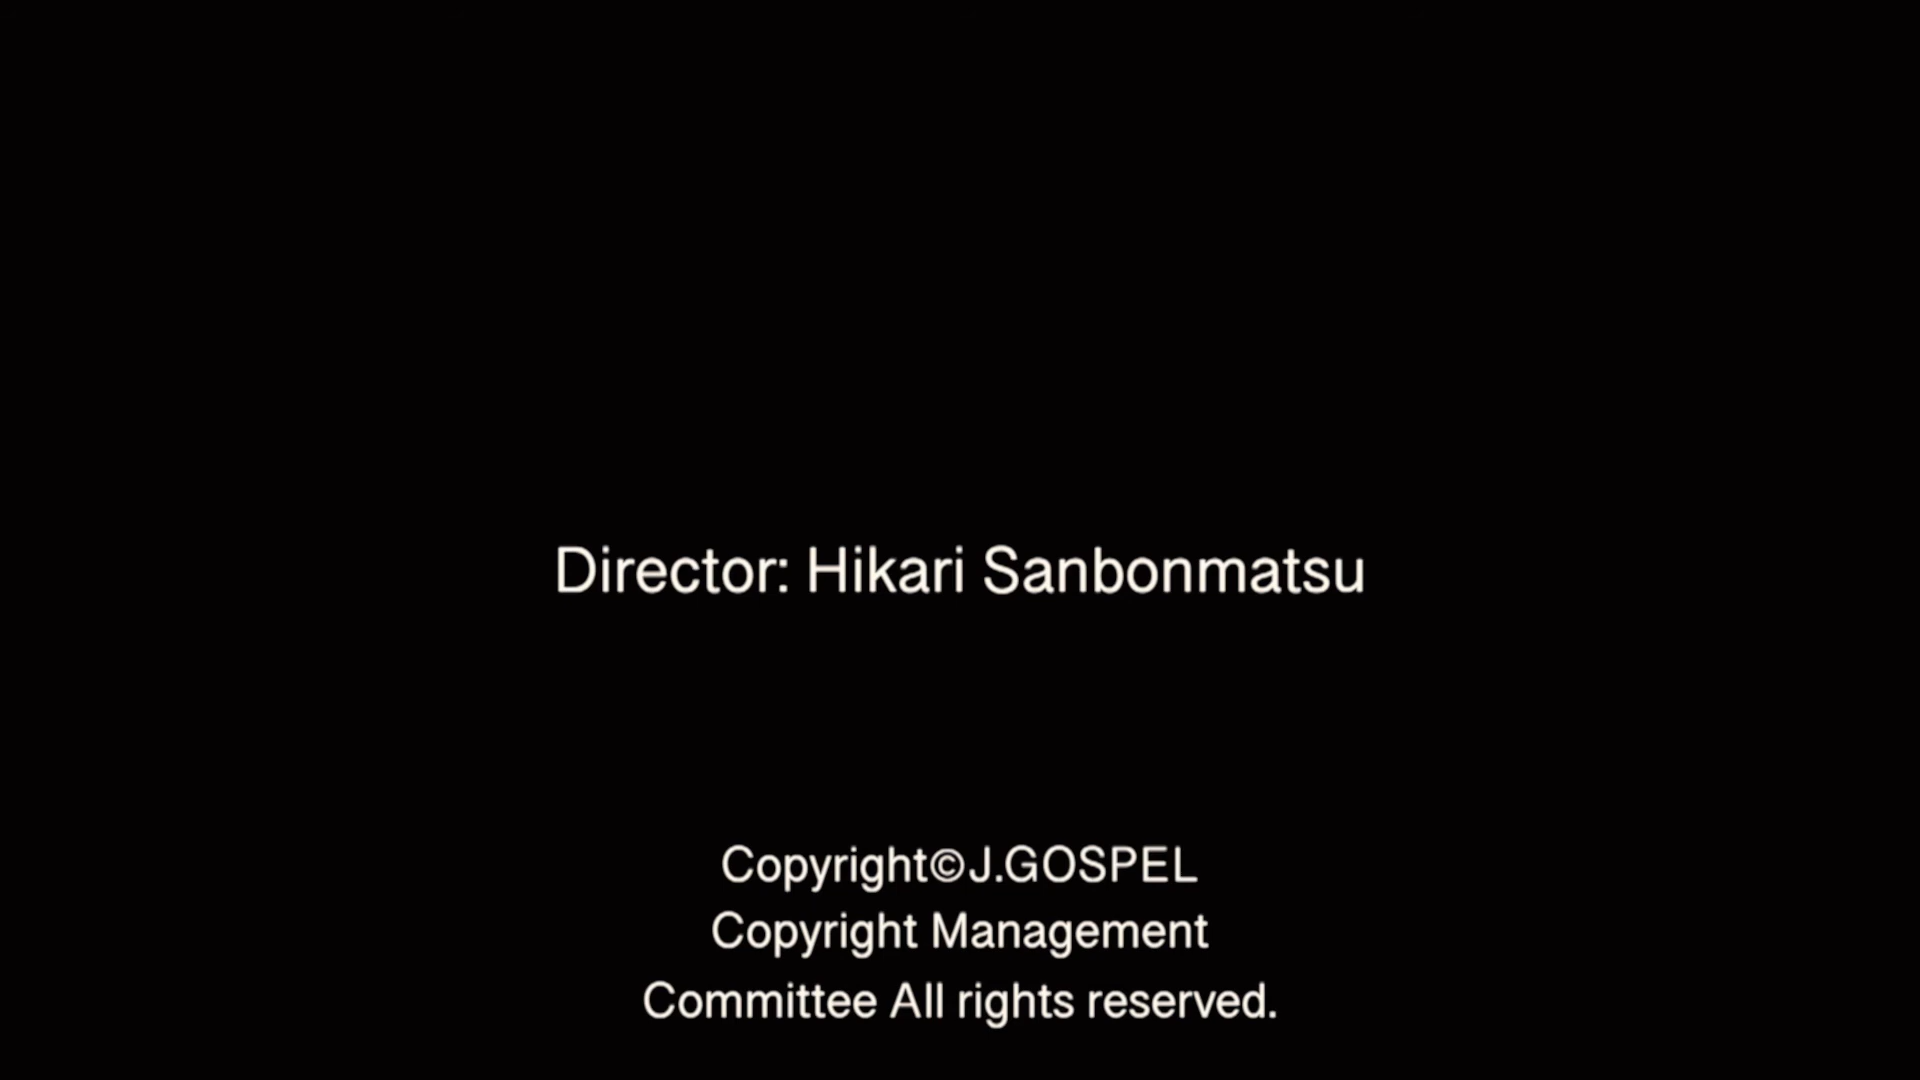 Director: Hikari Sanbonmatsu
Copyright©J.GOSPEL
Copyright Management
Committee All rights reserved.